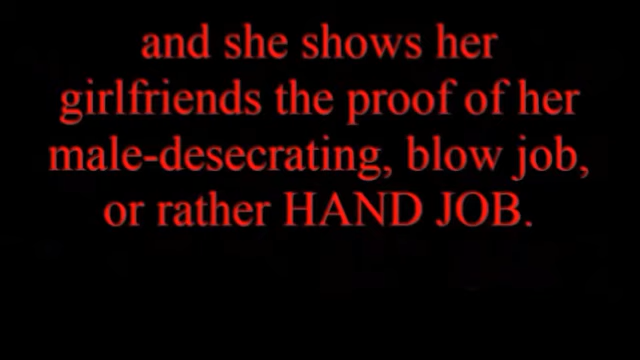 and she shows her
girlfriends the proof of her
male-desecrating, blow job,
or rather HAND JOB.